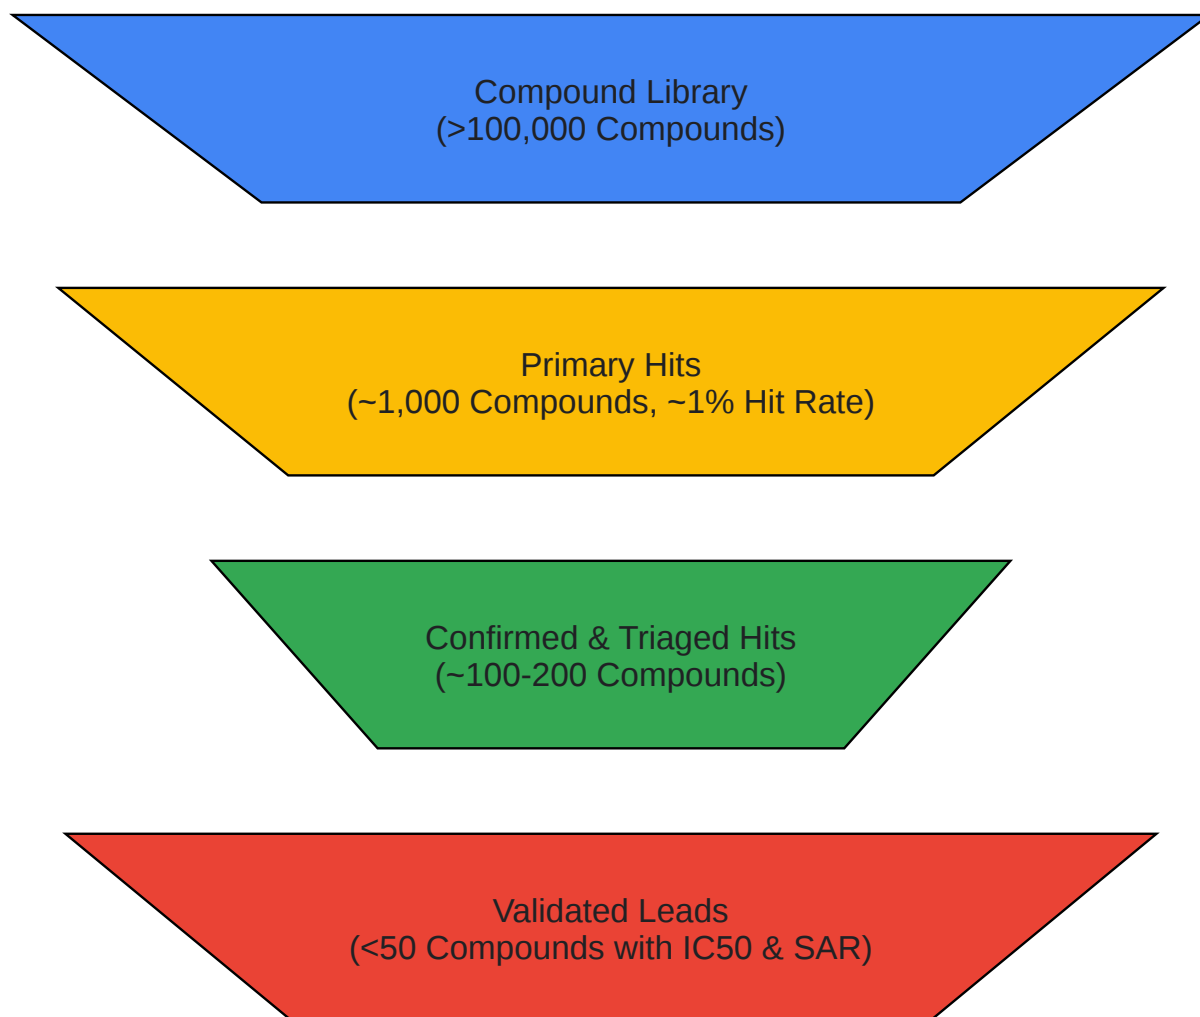 Compound Library
(>100,000 Compounds)
Primary Hits
(~1,000 Compounds, ~1% Hit Rate)
Confirmed & Triaged Hits
(~100-200 Compounds)
Validated Leads
(<50 Compounds with IC50 & SAR)